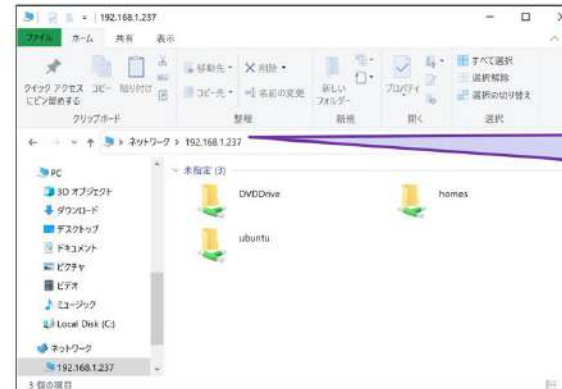 192.168.1.237
ファイル ホーム 共有 表示
クイック アクセスにピン留めする
コピー 貼り付け
移動先 削除
コピー先 名前の変更
新しいフォルダー
プロパティ
すべて選択
選択解除
選択の切り替え
クリップボード 整理 新規 開く 選択
ネットワーク > 192.168.1.237
PC
3D オブジェクト
ダウンロード
デスクトップ
ドキュメント
ピクチャ
ビデオ
ミュージック
Local Disk (C:)
ネットワーク
192.168.1.237
未指定 (3)
DVDDrive homes
ubuntu
3 個の項目